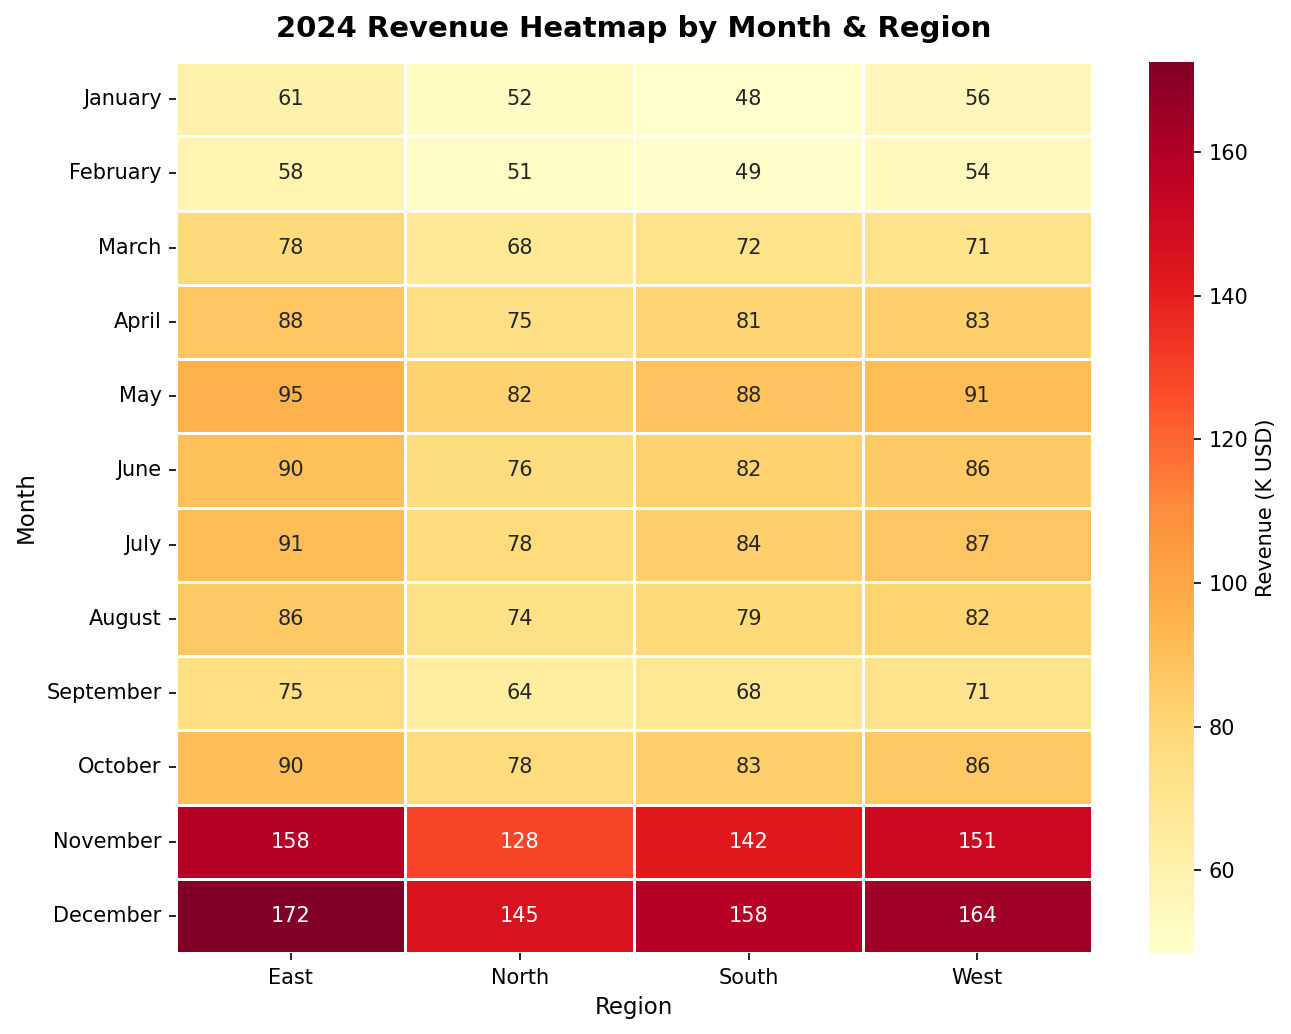 2024 Revenue Heatmap by Month & Region
January 61 52 48 56
February 58 51 49 54
March 78 68 72 71
April 88 75 81 83
May 95 82 88 91
June 90 76 82 86
July 91 78 84 87
August 86 74 79 82
September 75 64 68 71
October 90 78 83 86
November 158 128 142 151
December 172 145 158 164
East North South West
Region
Month
160
140
120
100
80
60
Revenue (K USD)